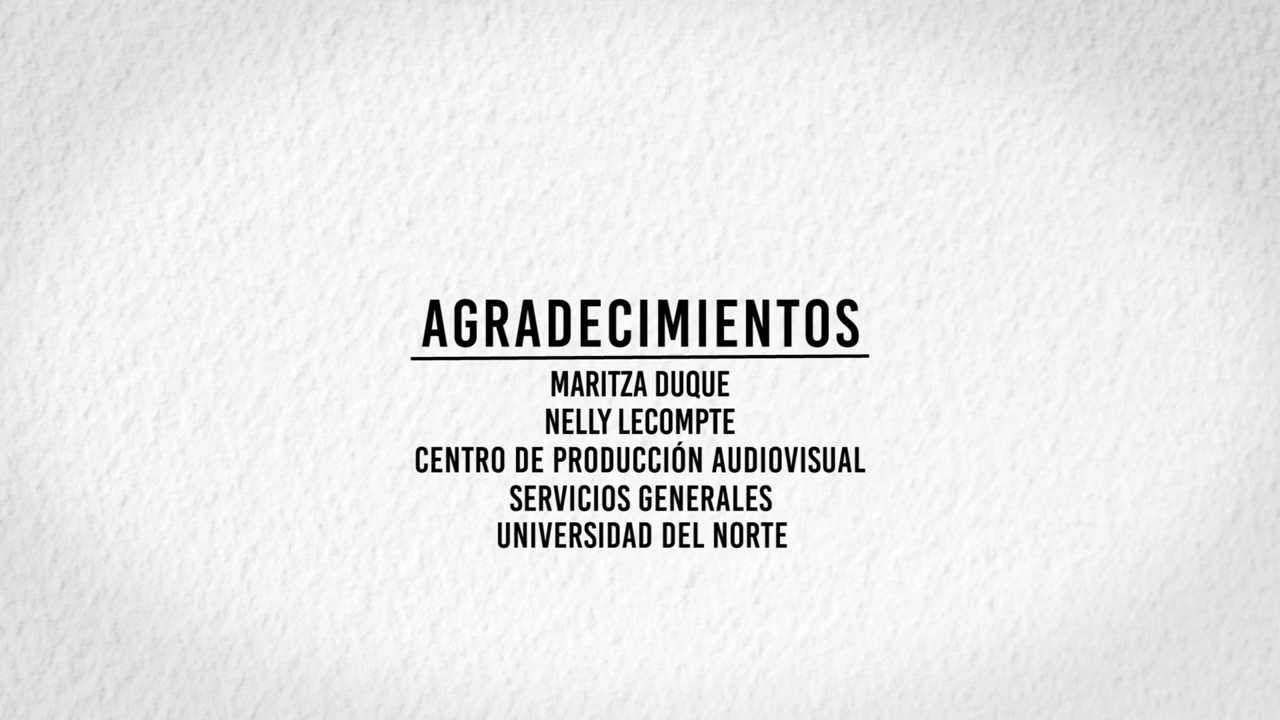 AGRADECIMIENTOS
MARITZA DUQUE
NELLY LECOMPTE
CENTRO DE PRODUCCIÓN AUDIOVISUAL
SERVICIOS GENERALES
UNIVERSIDAD DEL NORTE